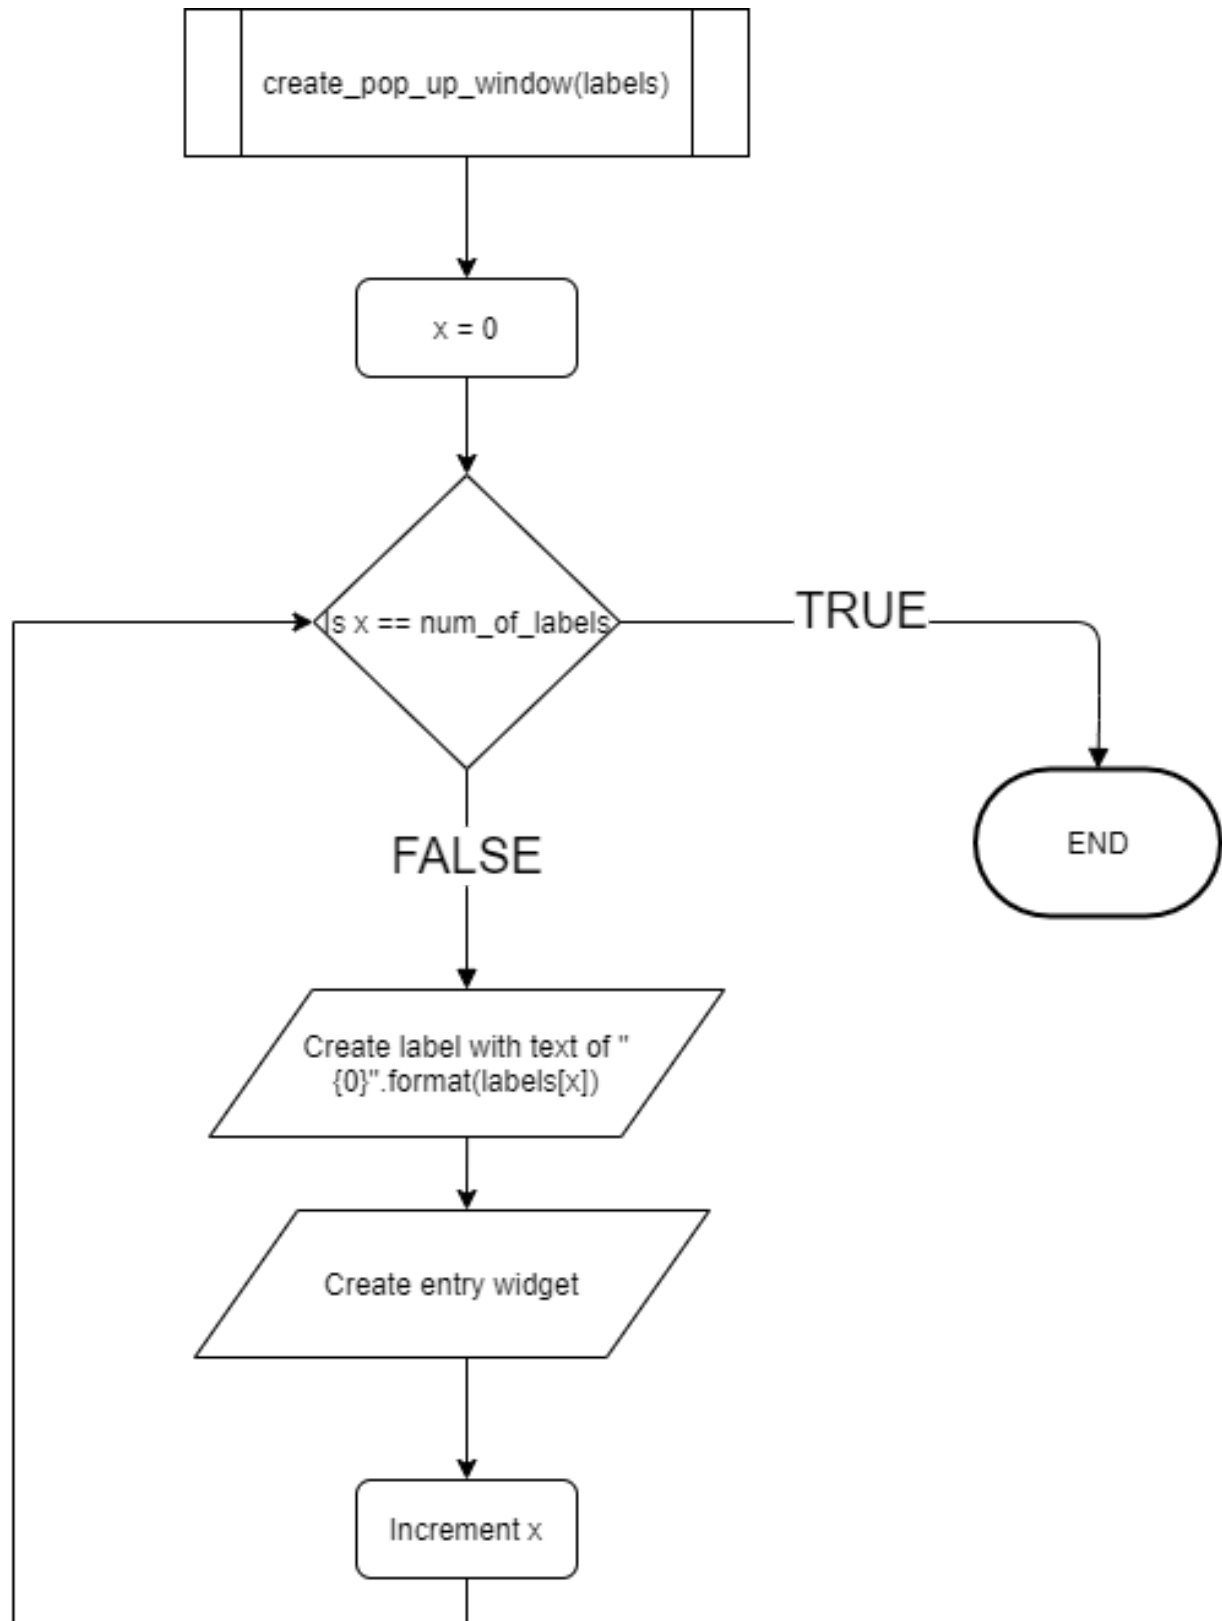 create_pop_up_window(labels)
x = 0
Is x == num_of_labels
TRUE
FALSE
END
Create label with text of "
{0}".format(labels[x])
Create entry widget
Increment x